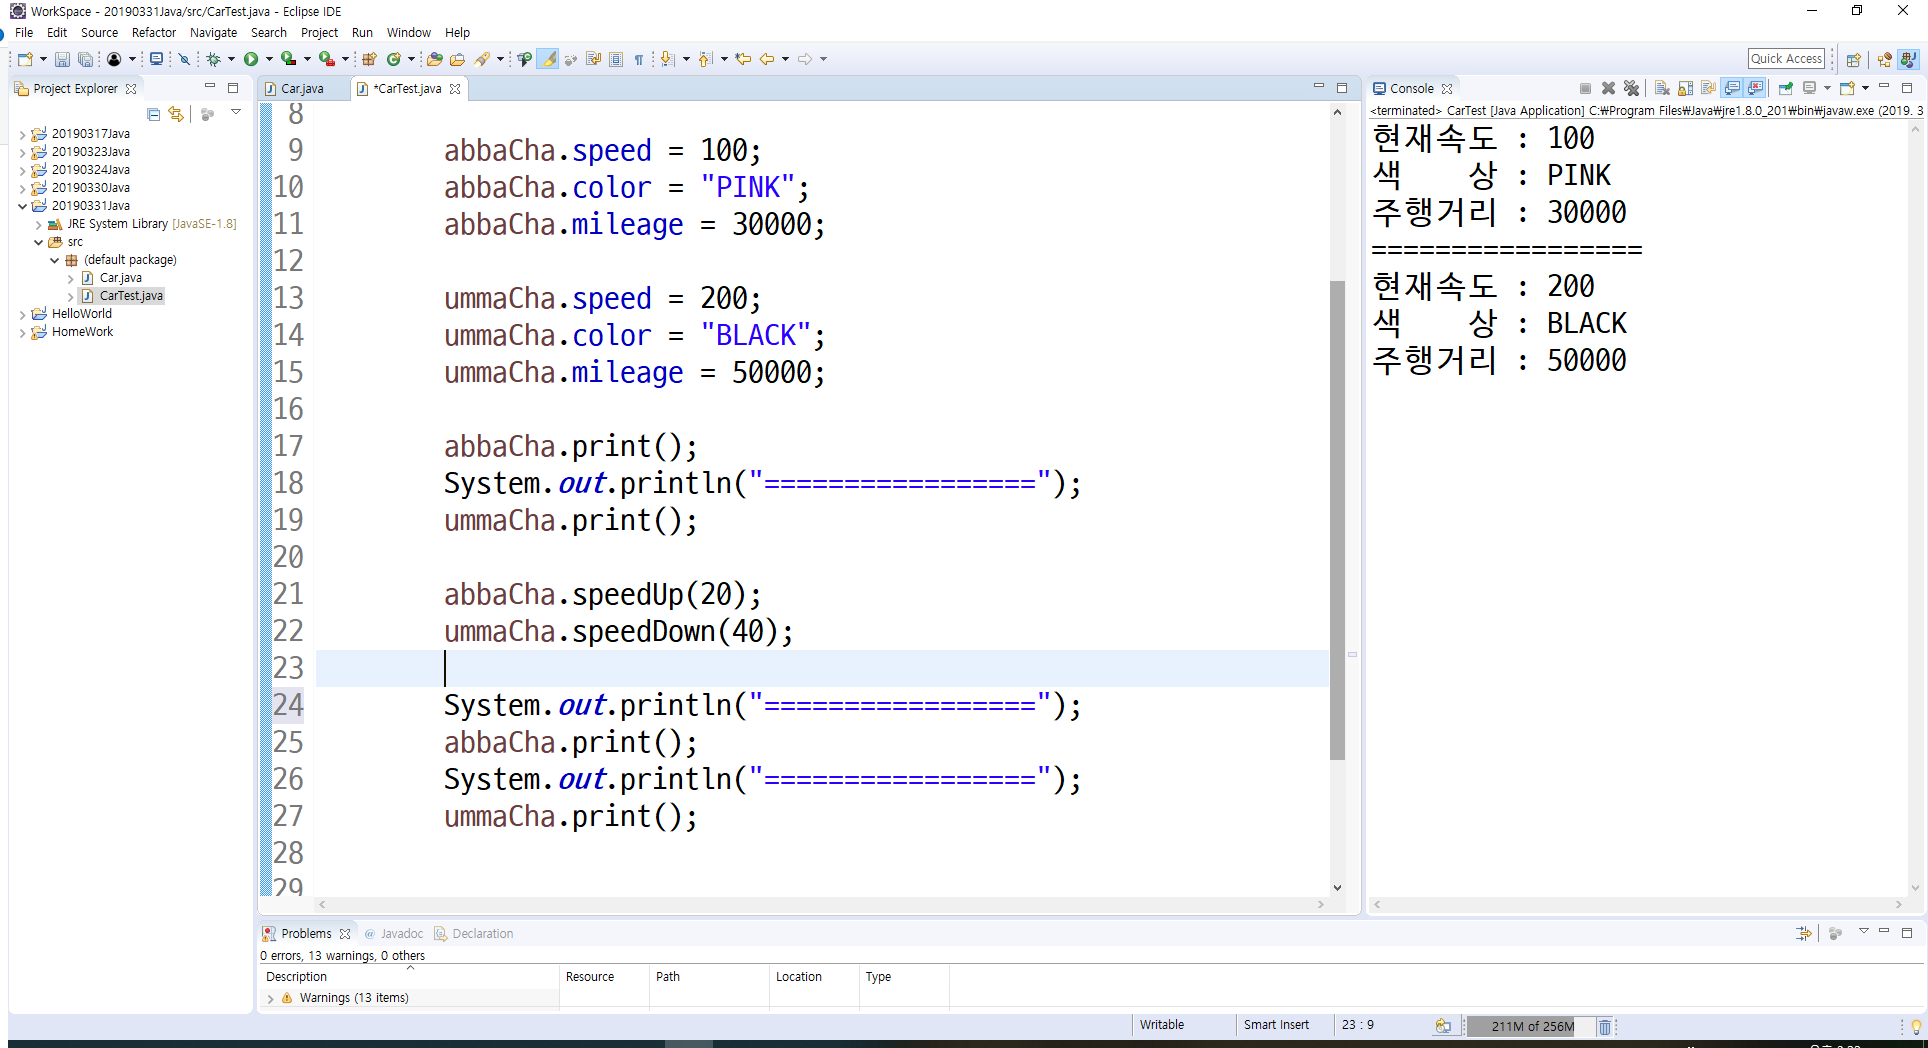 WorkSpace - 20190331Java/src/CarTest.java - Eclipse IDE
File Edit Source Refactor Navigate Search Project Run Window Help
Quick Access
Project Explorer
20190317Java
20190323Java
20190324Java
20190330Java
20190331Java
JRE System Library [JavaSE-1.8]
src
(default package)
Car.java
CarTest.java
HelloWorld
HomeWork
Car.java *CarTest.java
8
9 abbaCha.speed = 100;
10 abbaCha.color = "PINK";
11 abbaCha.mileage = 30000;
12
13 ummaCha.speed = 200;
14 ummaCha.color = "BLACK";
15 ummaCha.mileage = 50000;
16
17 abbaCha.print();
18 System.out.println("=================");
19 ummaCha.print();
20
21 abbaCha.speedUp(20);
22 ummaCha.speedDown(40);
23
24 System.out.println("=================");
25 abbaCha.print();
26 System.out.println("=================");
27 ummaCha.print();
28
29
Console
<terminated> CarTest [Java Application] C:₩Program Files₩Java₩jre1.8.0_201₩bin₩javaw.exe (2019. 3
현재속도 : 100
색 상 : PINK
주행거리 : 30000
=================
현재속도 : 200
색 상 : BLACK
주행거리 : 50000
Problems @ Javadoc Declaration
0 errors, 13 warnings, 0 others
Description Resource Path Location Type
Warnings (13 items)
Writable Smart Insert 23 : 9 211M of 256M